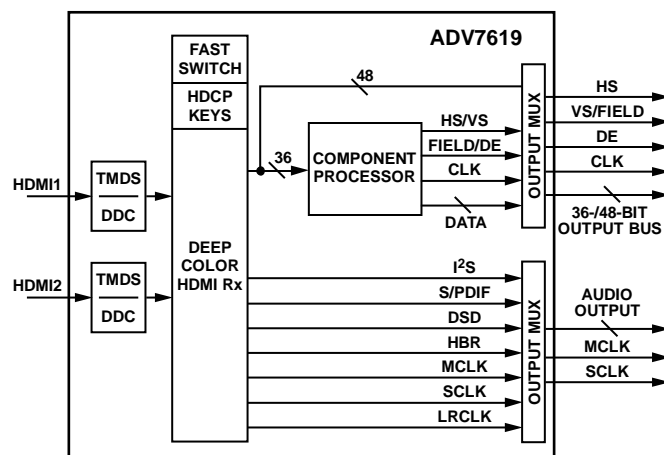 ADV7619
FAST
SWITCH
HDCP
KEYS
DEEP
COLOR
HDMI Rx
HDMI1
TMDS
DDC
HDMI2
TMDS
DDC
48
36
COMPONENT
PROCESSOR
HS/VS
FIELD/DE
CLK
DATA
OUTPUT MUX
HS
VS/FIELD
DE
CLK
36-/48-BIT
OUTPUT BUS
I²S
S/PDIF
DSD
HBR
MCLK
SCLK
LRCLK
OUTPUT MUX
AUDIO
OUTPUT
MCLK
SCLK